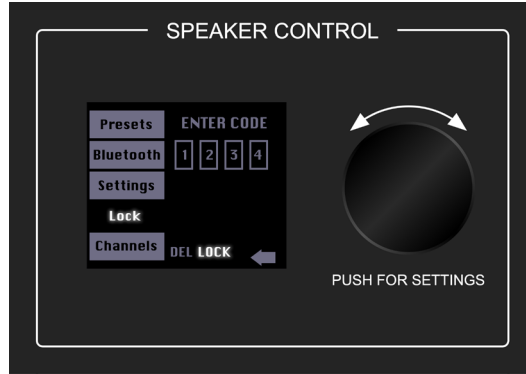 SPEAKER CONTROL
Presets
Bluetooth
Settings
Lock
Channels
ENTER CODE
1 2 3 4
DEL LOCK
PUSH FOR SETTINGS